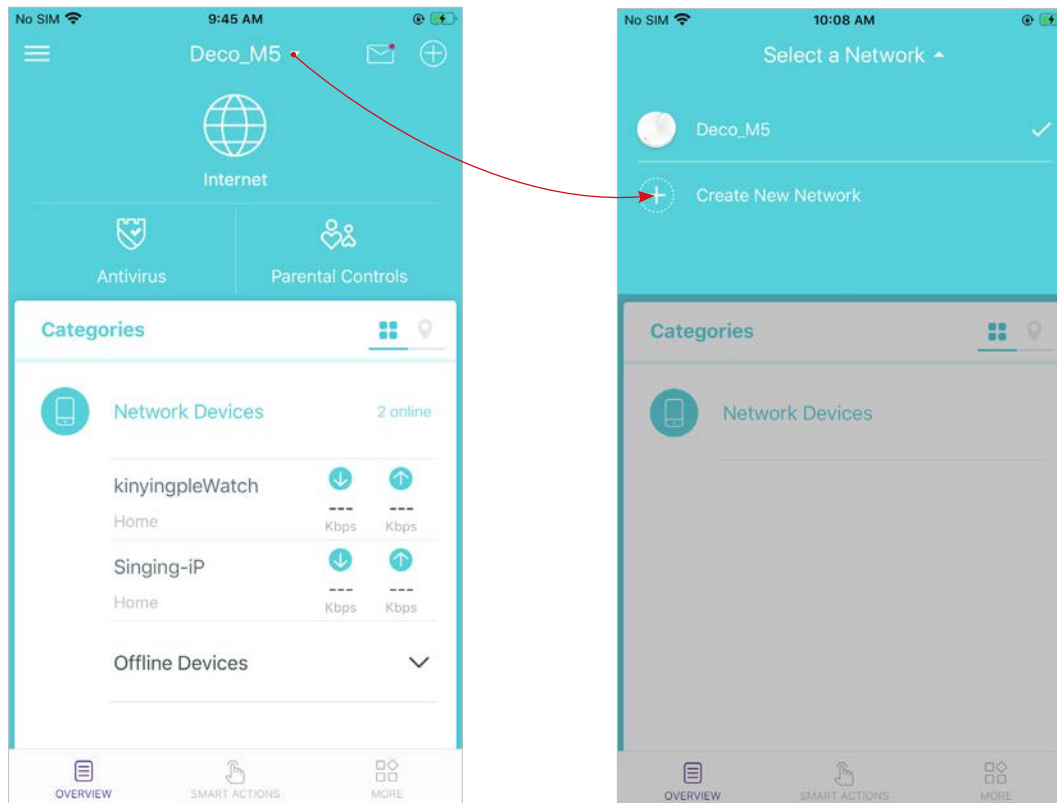 No SIM 9:45 AM
Deco_M5
Internet
Antivirus Parental Controls
Categories
Network Devices 2 online
kinyingpleWatch --- ---
Home Kbps Kbps
Singing-iP --- ---
Home Kbps Kbps
Offline Devices
OVERVIEW SMART ACTIONS MORE
No SIM 10:08 AM
Select a Network
Deco_M5
Create New Network
Categories
Network Devices
OVERVIEW SMART ACTIONS MORE